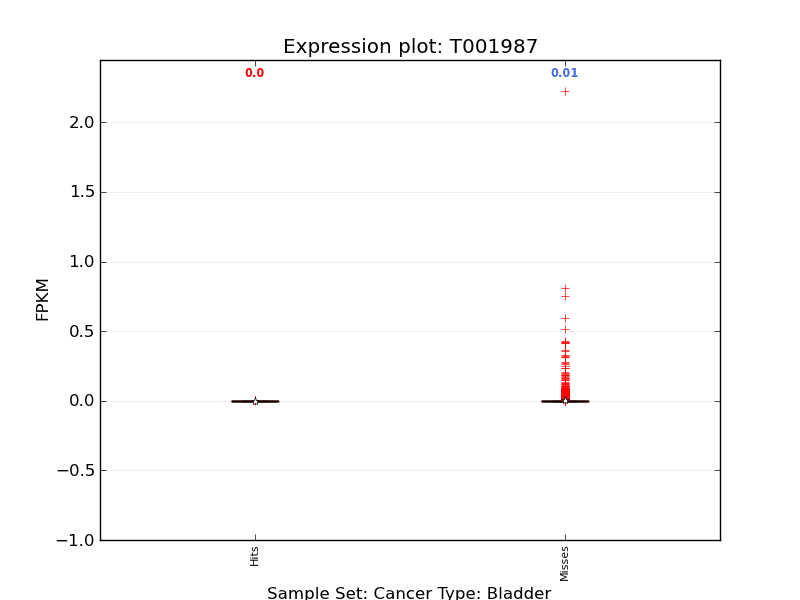 Expression plot: T001987
0.0
0.01
2.0
1.5
1.0
0.5
0.0
−0.5
−1.0
FPKM
Hits
Misses
Sample Set: Cancer Type: Bladder